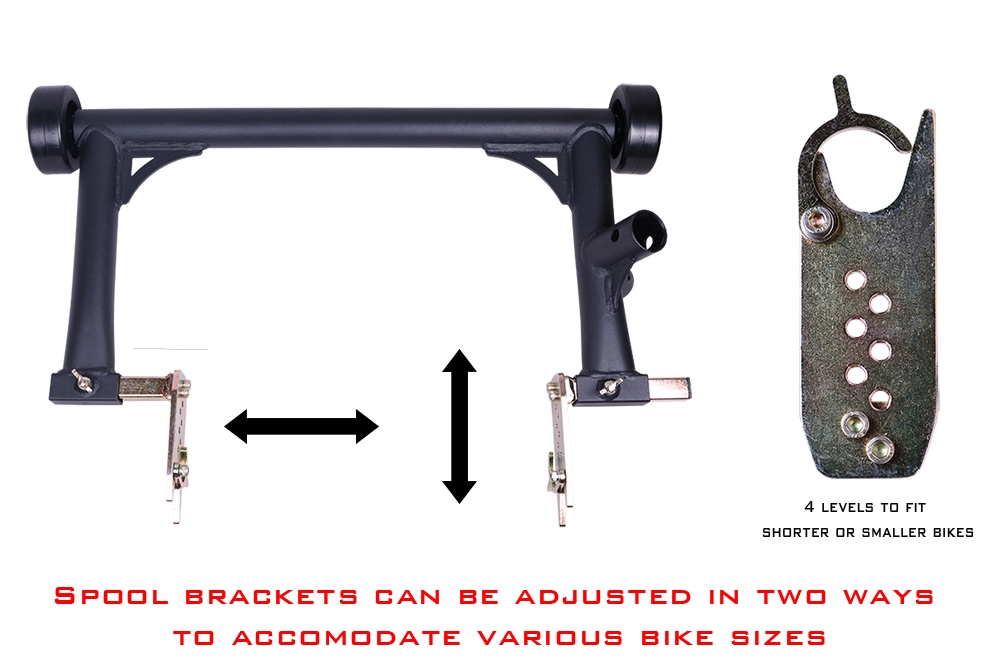 4 LEVELS TO FIT
SHORTER OR SMALLER BIKES
SPOOL BRACKETS CAN BE ADJUSTED IN TWO WAYS
TO ACCOMODATE VARIOUS BIKE SIZES